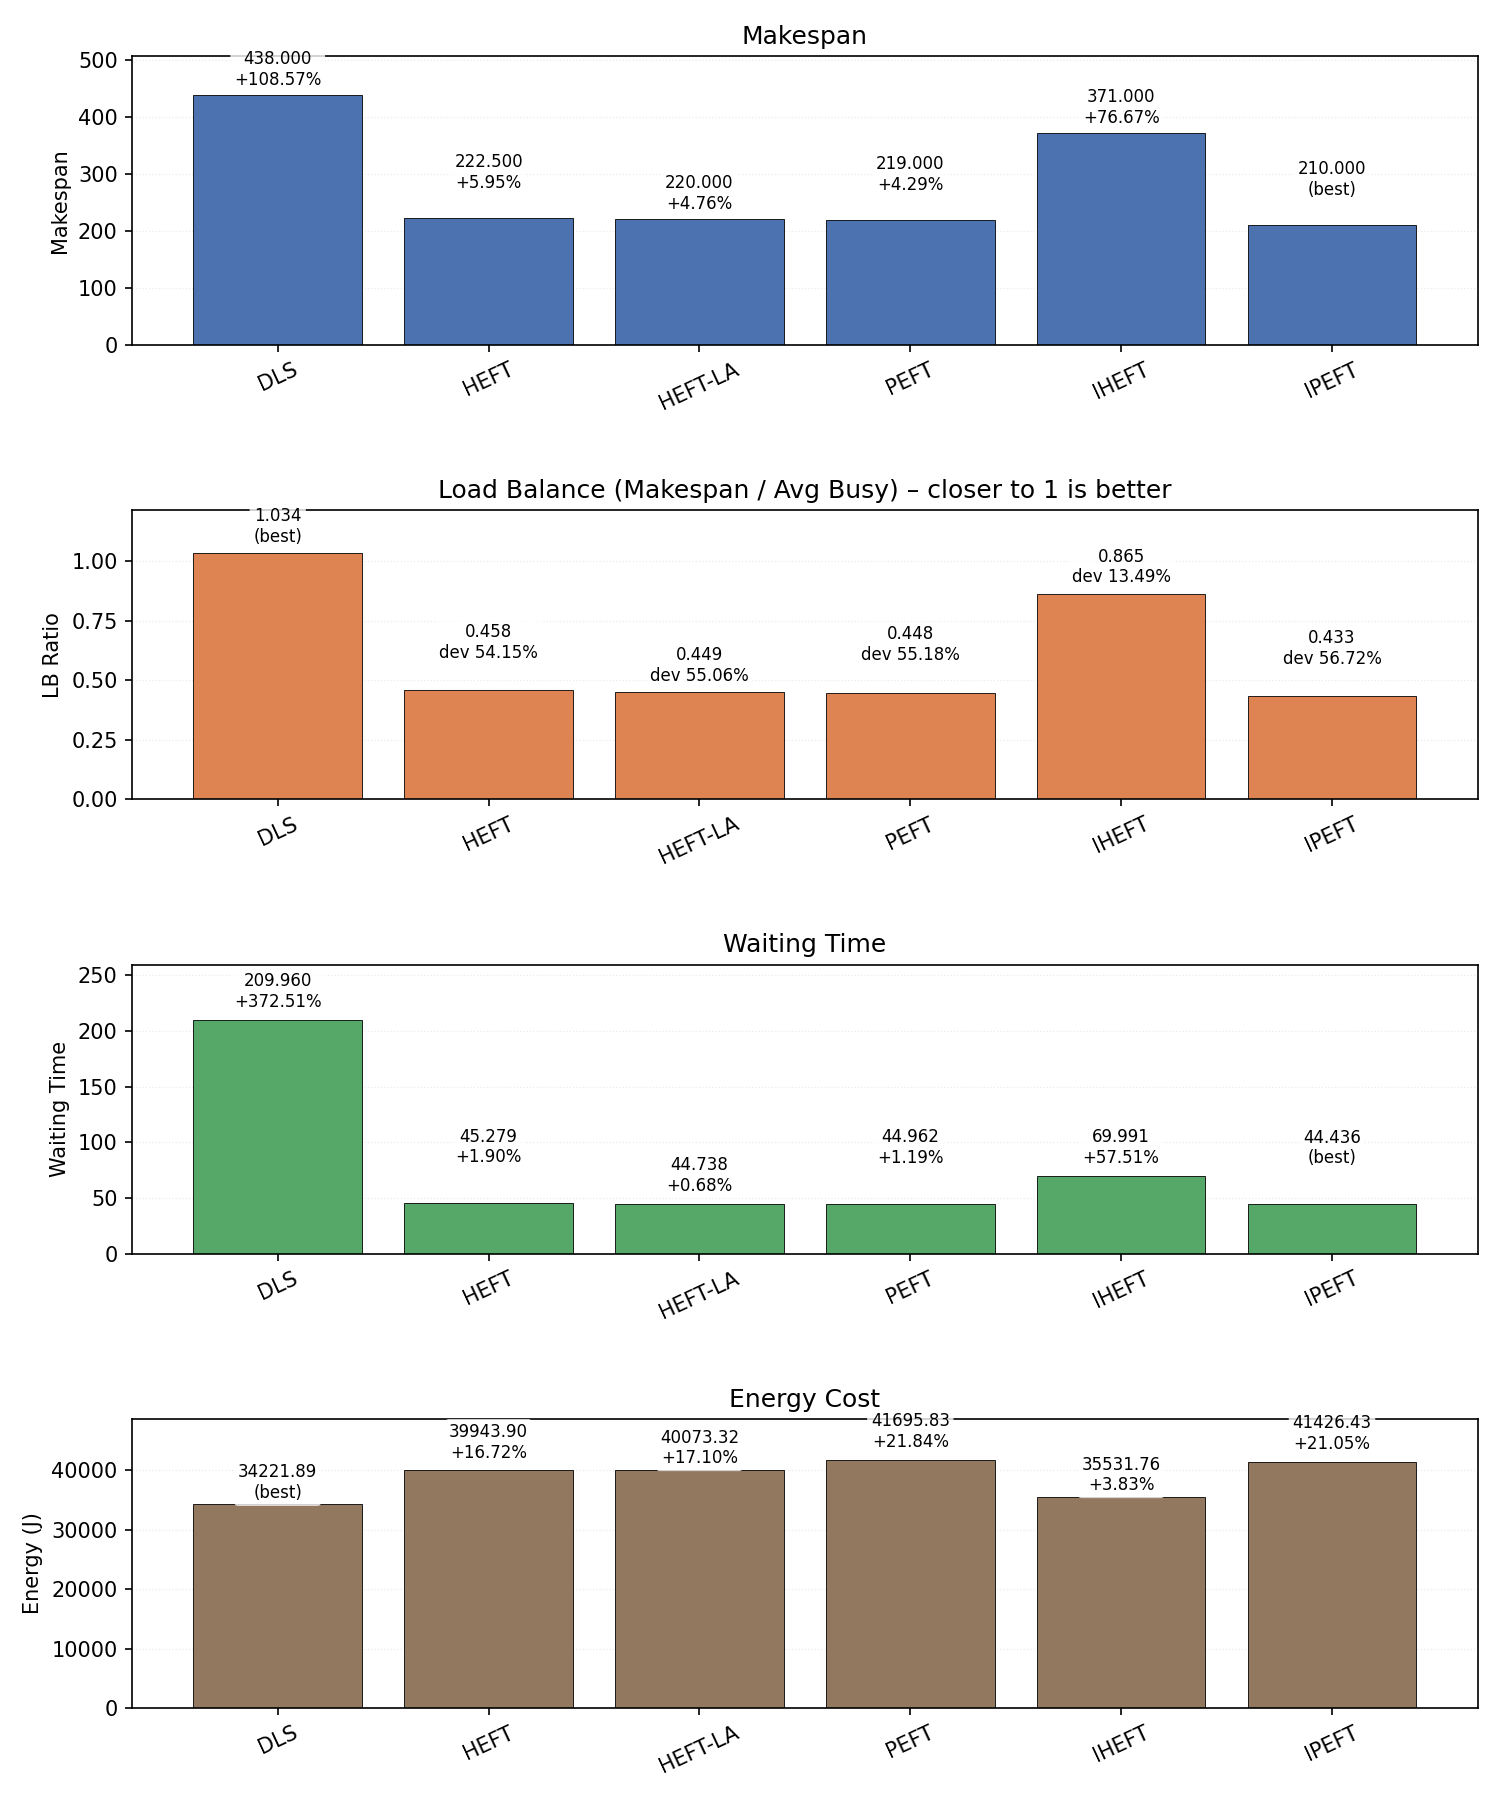 Makespan
Makespan
500
400
300
200
100
0
438.000
+108.57%
222.500
+5.95%
220.000
+4.76%
219.000
+4.29%
371.000
+76.67%
210.000
(best)
DLS
HEFT
HEFT-LA
PEFT
IHEFT
IPEFT
Load Balance (Makespan / Avg Busy) – closer to 1 is better
LB Ratio
1.00
0.75
0.50
0.25
0.00
1.034
(best)
0.458
dev 54.15%
0.449
dev 55.06%
0.448
dev 55.18%
0.865
dev 13.49%
0.433
dev 56.72%
DLS
HEFT
HEFT-LA
PEFT
IHEFT
IPEFT
Waiting Time
Waiting Time
250
200
150
100
50
0
209.960
+372.51%
45.279
+1.90%
44.738
+0.68%
44.962
+1.19%
69.991
+57.51%
44.436
(best)
DLS
HEFT
HEFT-LA
PEFT
IHEFT
IPEFT
Energy Cost
Energy (J)
40000
30000
20000
10000
0
34221.89
(best)
39943.90
+16.72%
40073.32
+17.10%
41695.83
+21.84%
35531.76
+3.83%
41426.43
+21.05%
DLS
HEFT
HEFT-LA
PEFT
IHEFT
IPEFT